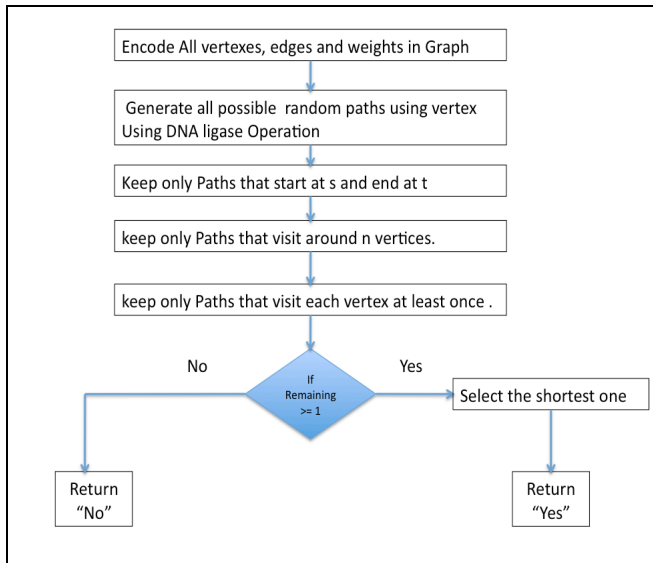 Encode All vertexes, edges and weights in Graph
Generate all possible random paths using vertex
Using DNA ligase Operation
Keep only Paths that start at s and end at t
keep only Paths that visit around n vertices.
keep only Paths that visit each vertex at least once .
No
Yes
If
Remaining
>= 1
Select the shortest one
Return
“No”
Return
“Yes”